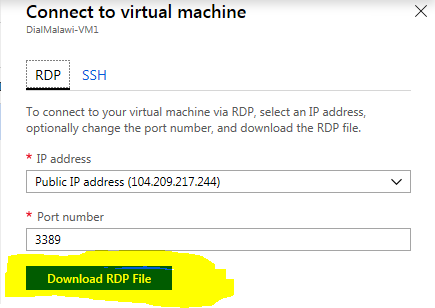 Connect to virtual machine
DialMalawi-VM1
RDP SSH
To connect to your virtual machine via RDP, select an IP address,
optionally change the port number, and download the RDP file.
* IP address
Public IP address (104.209.217.244)
* Port number
3389
Download RDP File